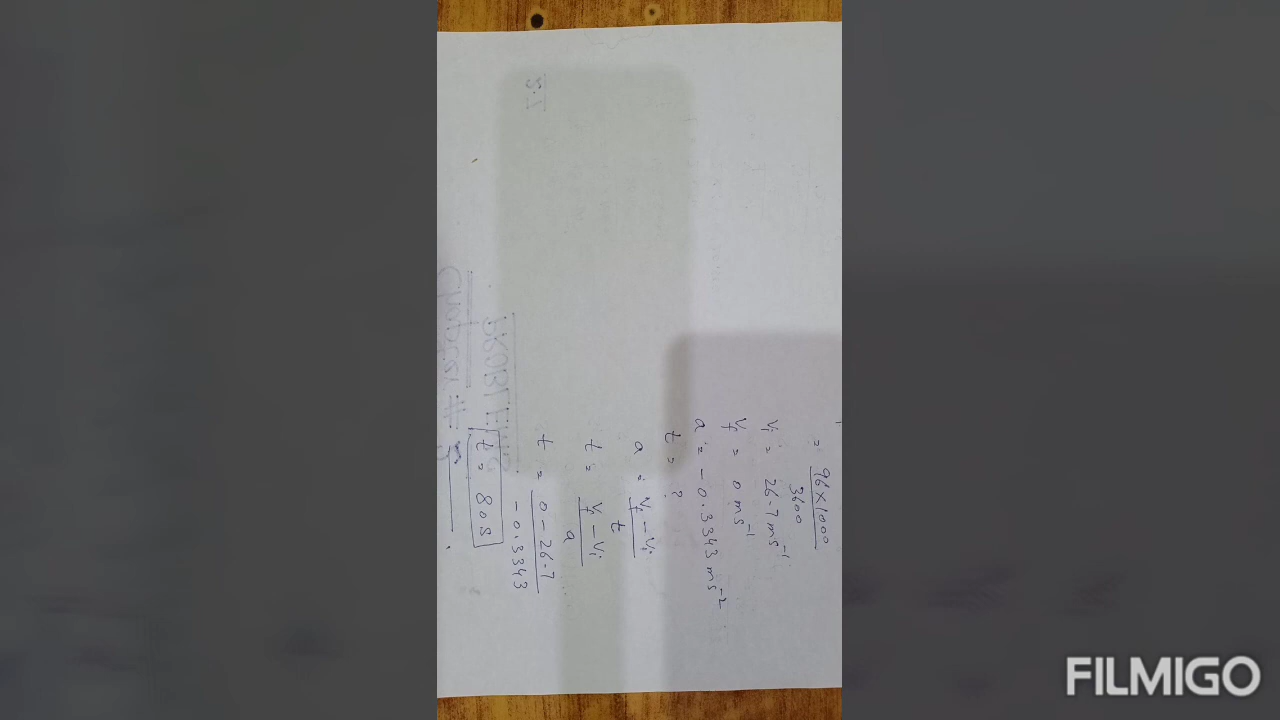 = 96×1000
3600
Vi = 26.7 ms⁻¹
Vf = 0 ms⁻¹
a = -0.3343 ms⁻²
t = ?
a = Vf - Vi
t
t = Vf - Vi
a
t = 0 - 26.7
-0.3343
t = 80s
FILMIGO